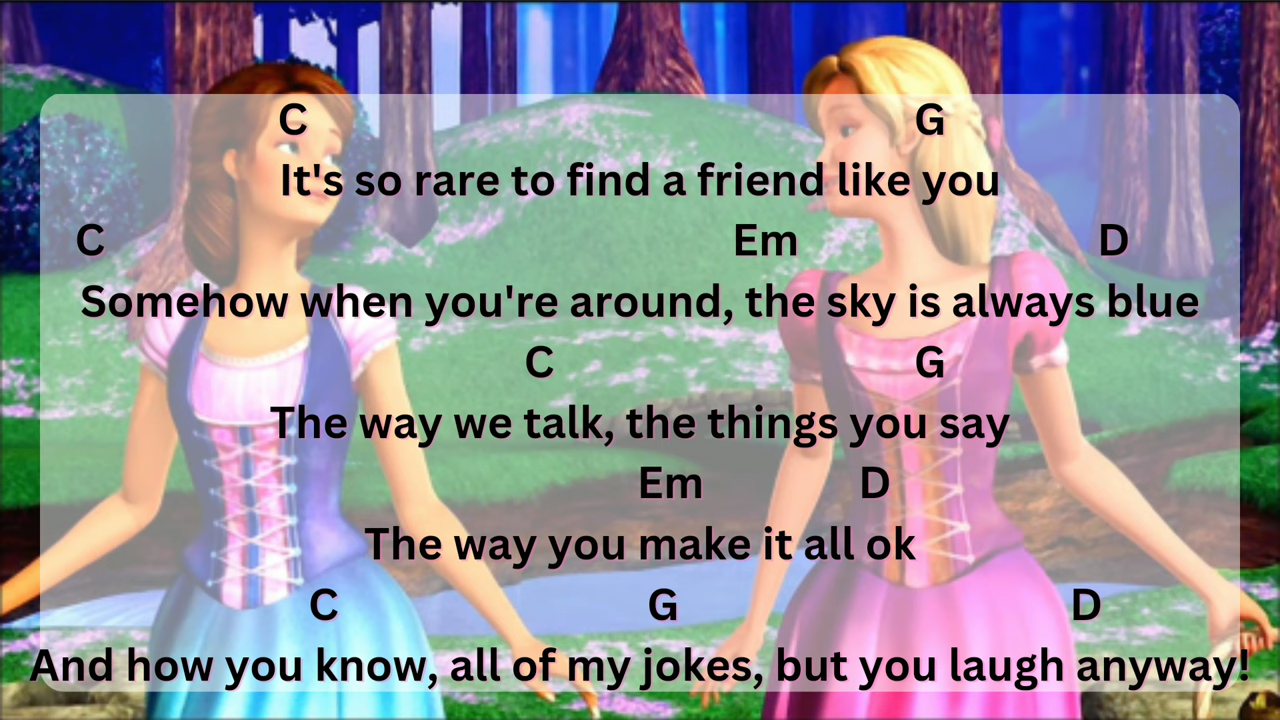 C G
It's so rare to find a friend like you
C Em D
Somehow when you're around, the sky is always blue
C G
The way we talk, the things you say
Em D
The way you make it all ok
C G D
And how you know, all of my jokes, but you laugh anyway!